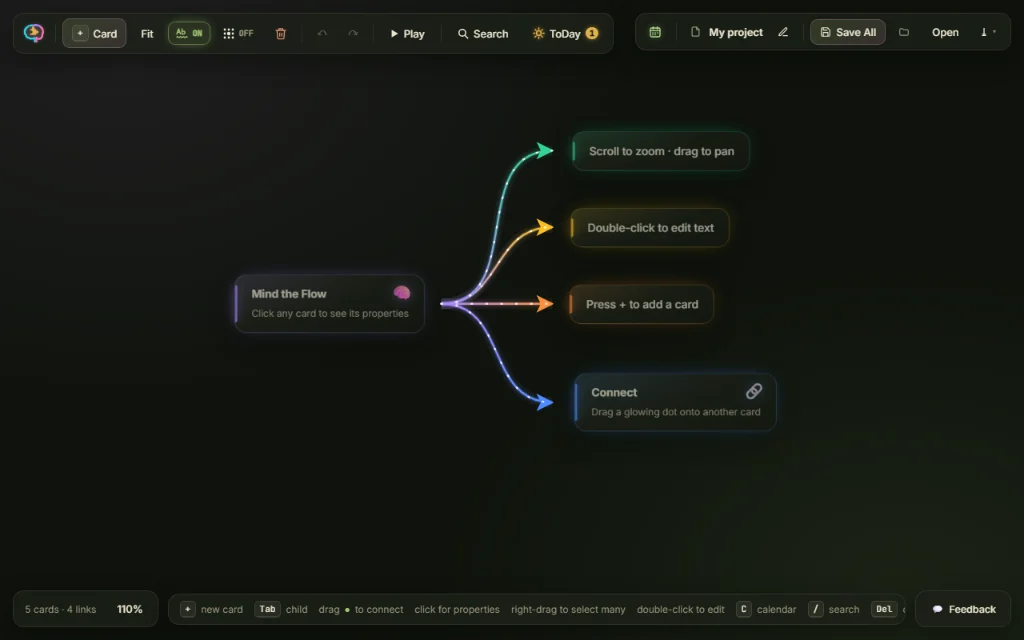 + Card Fit Ab ON OFF Play Search ToDay 1 My project Save All Open
Scroll to zoom · drag to pan
Double-click to edit text
Mind the Flow
Click any card to see its properties
Press + to add a card
Connect
Drag a glowing dot onto another card
5 cards · 4 links 110% + new card Tab child drag to connect click for properties right-drag to select many double-click to edit C calendar / search Del Feedback